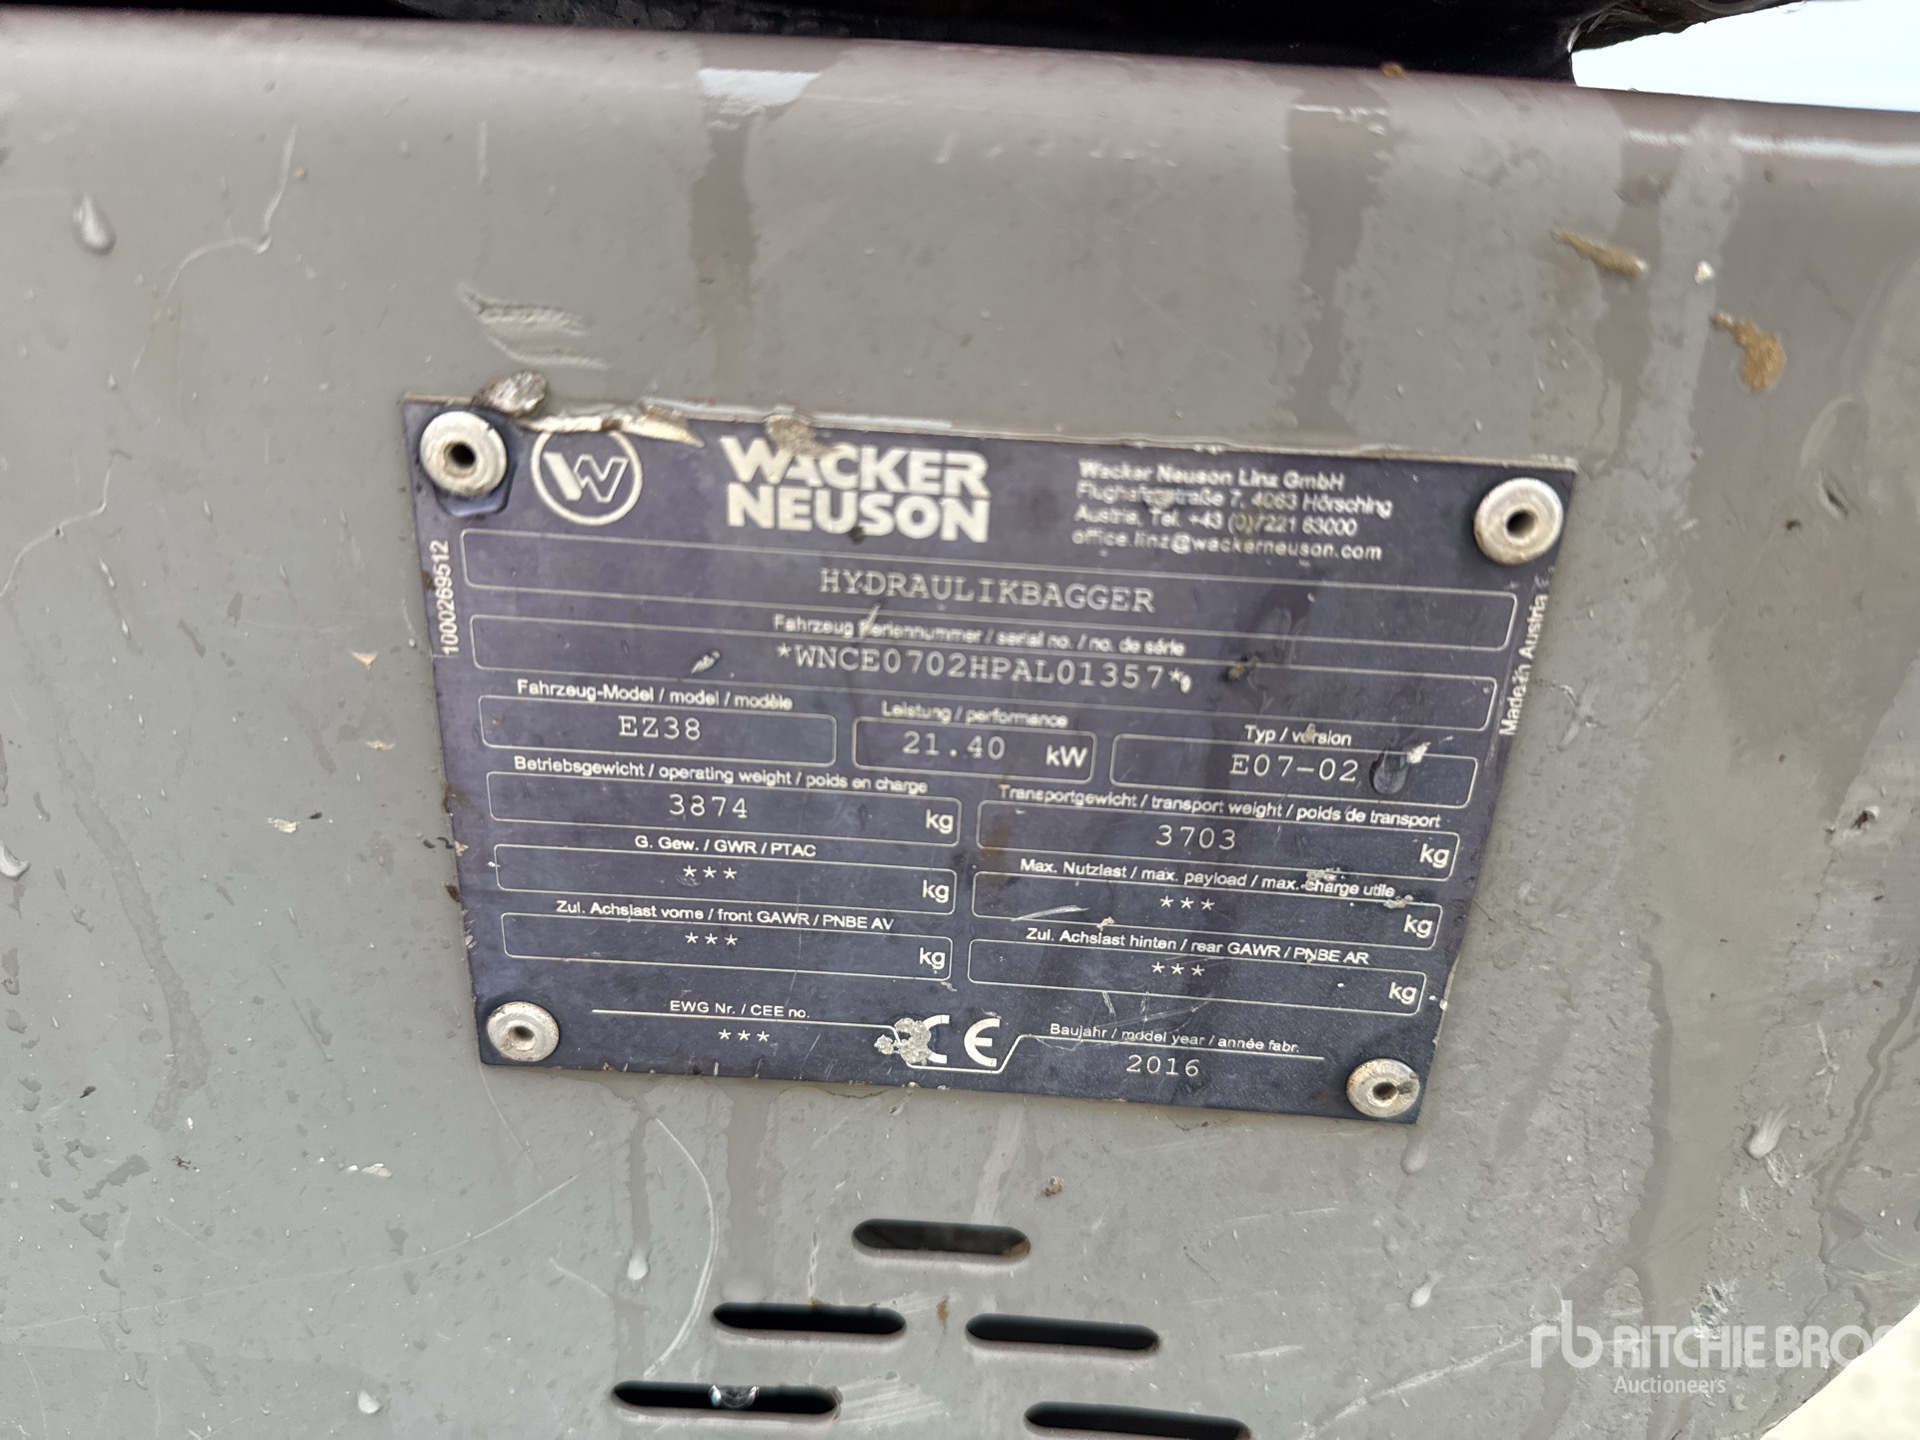 WACKER
NEUSON
Wacker Neuson Linz GmbH
Flughafenstraße 7, 4063 Hörsching
Austria, Tel. +43 (0)7221 63000
office.linz@wackerneuson.com
1000269512
HYDRAULIKBAGGER
Fahrzeug Seriennummer / serial no. / no. de série
*WNCE0702HPAL01357*
Made in Austria
Fahrzeug-Model / model / modèle
EZ38
Leistung / performance
21.40 kW
Typ / version
E07-02
Betriebsgewicht / operating weight / poids en charge
3874 kg
Transportgewicht / transport weight / poids de transport
3703 kg
G. Gew. / GWR / PTAC
*** kg
Max. Nutzlast / max. payload / max. charge utile
*** kg
Zul. Achslast vorne / front GAWR / PNBE AV
*** kg
Zul. Achslast hinten / rear GAWR / PNBE AR
*** kg
EWG Nr. / CEE no.
***
CE
Baujahr / model year / année fabr.
2016
rb RITCHIE BROS
Auctioneers